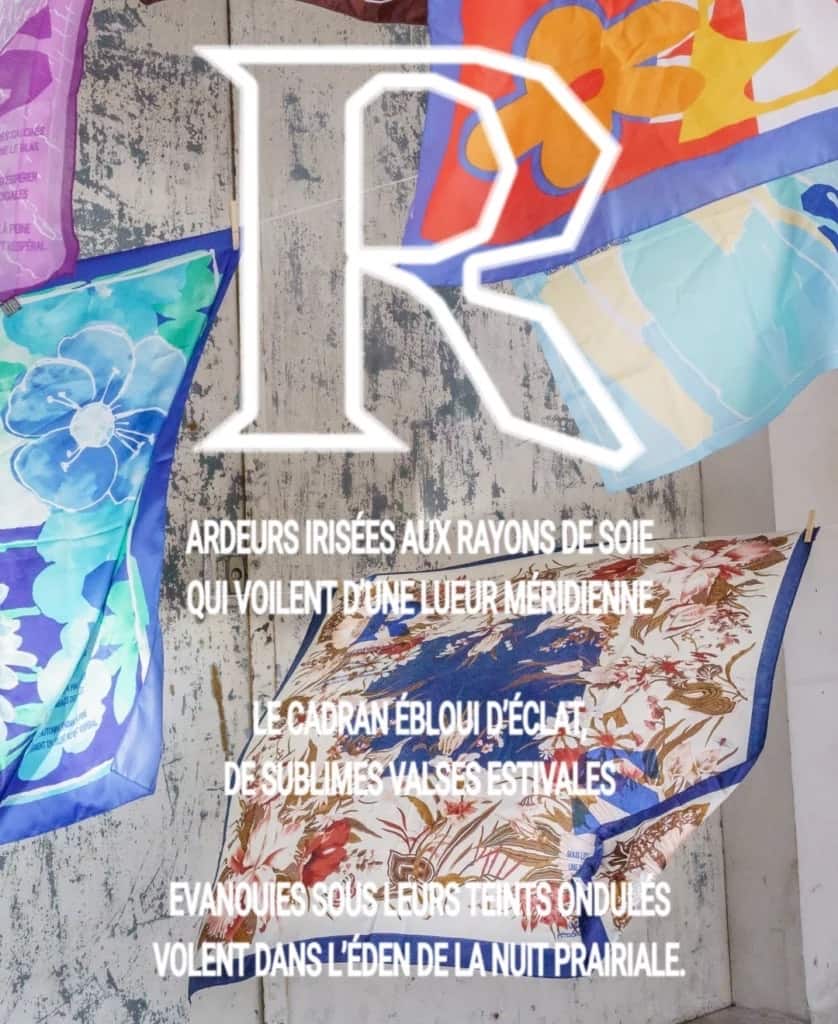 R
ARDEURS IRISÉES AUX RAYONS DE SOIE
QUI VOILENT D’UNE LUEUR MÉRIDIENNE
LE CADRAN ÉBLOUI D’ÉCLAT,
DE SUBLIMES VALSES ESTIVALES
EVANOUIES SOUS LEURS TEINTS ONDULÉS
VOLENT DANS L’ÉDEN DE LA NUIT PRAIRIALE.